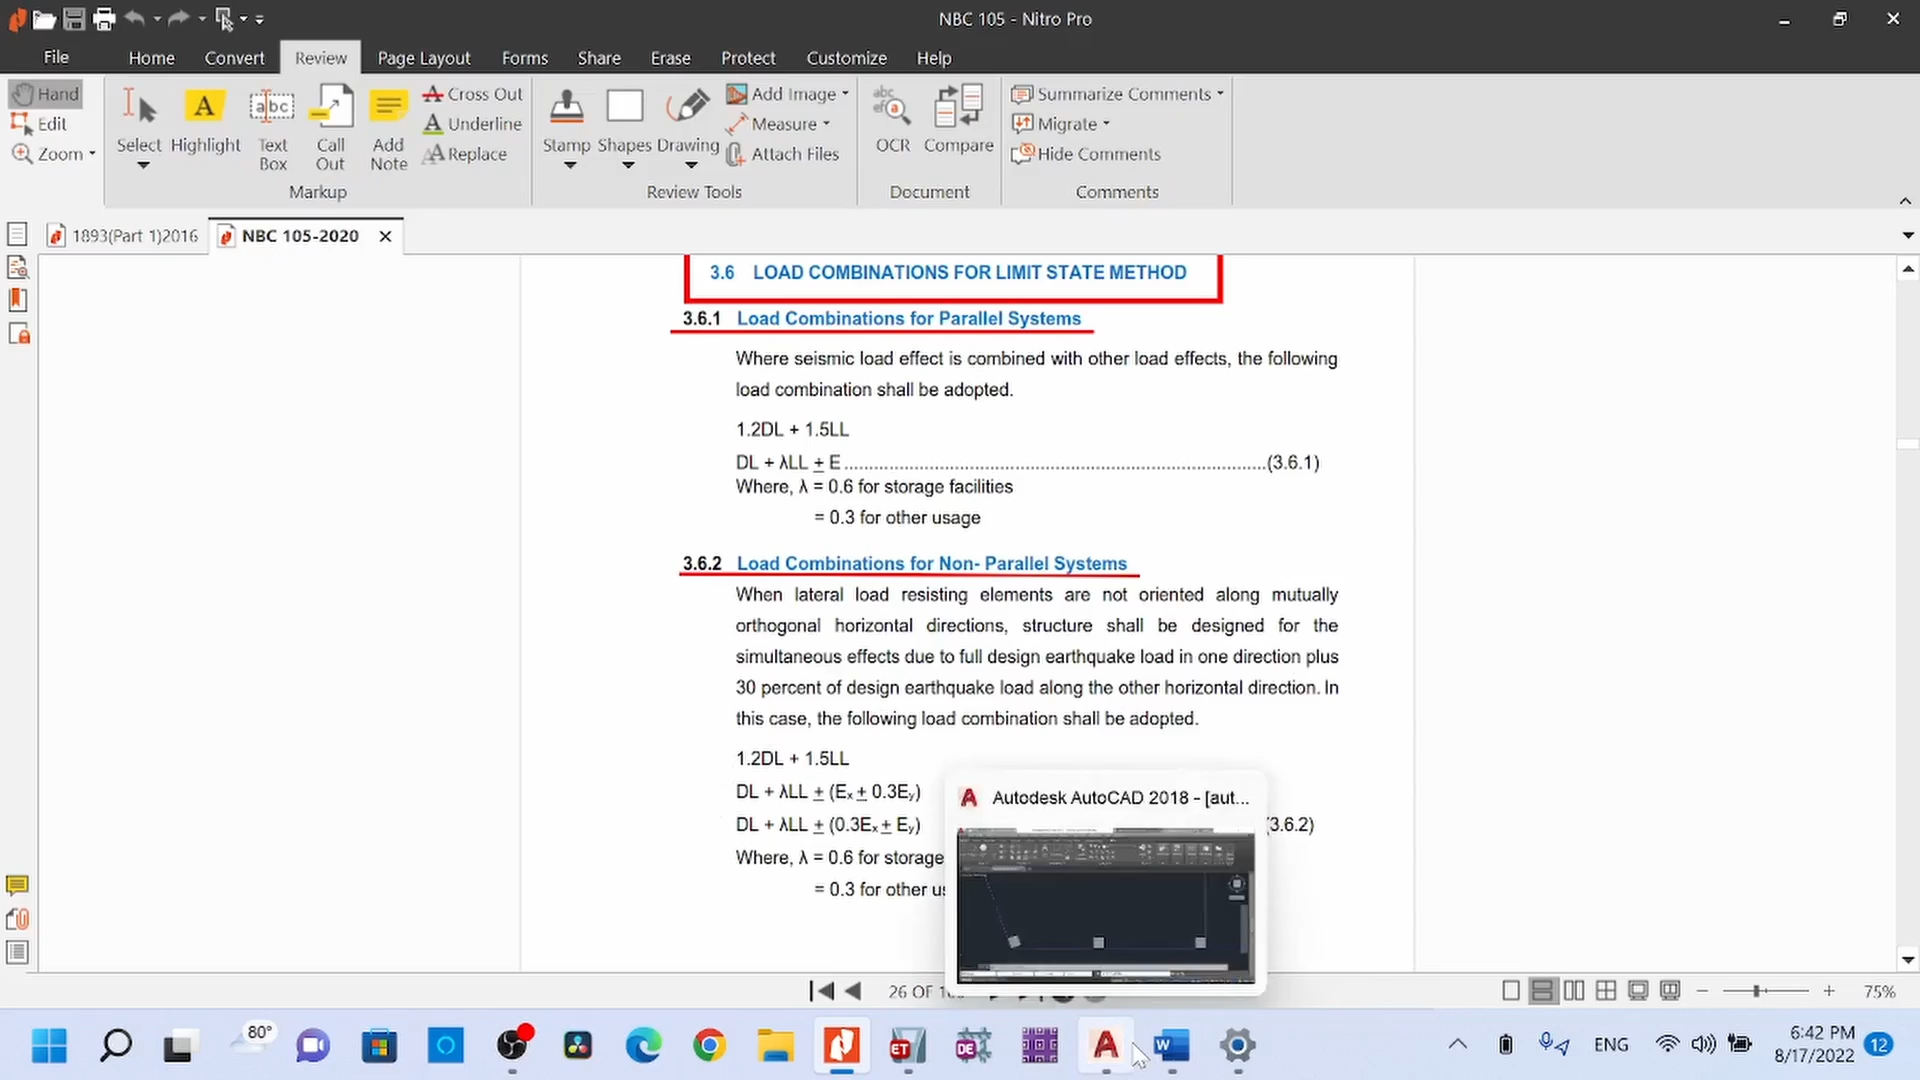 NBC 105 - Nitro Pro
File Home Convert Review Page Layout Forms Share Erase Protect Customize Help
Hand
Edit
Zoom
Select
Highlight
Text Box
Call Out
Add Note
Cross Out
Underline
Replace
Markup
Stamp
Shapes
Drawing
Add Image
Measure
Attach Files
Review Tools
OCR
Compare
Document
Summarize Comments
Migrate
Hide Comments
Comments
1893(Part 1)2016 NBC 105-2020
3.6 LOAD COMBINATIONS FOR LIMIT STATE METHOD
3.6.1 Load Combinations for Parallel Systems
Where seismic load effect is combined with other load effects, the following
load combination shall be adopted.
1.2DL + 1.5LL
DL + λLL ± E ....................................................................................(3.6.1)
Where, λ = 0.6 for storage facilities
= 0.3 for other usage
3.6.2 Load Combinations for Non- Parallel Systems
When lateral load resisting elements are not oriented along mutually
orthogonal horizontal directions, structure shall be designed for the
simultaneous effects due to full design earthquake load in one direction plus
30 percent of design earthquake load along the other horizontal direction. In
this case, the following load combination shall be adopted.
1.2DL + 1.5LL
DL + λLL ± (Eₓ ± 0.3Eᵧ)
DL + λLL ± (0.3Eₓ ± Eᵧ) (3.6.2)
Where, λ = 0.6 for storage
= 0.3 for other
Autodesk AutoCAD 2018 - [aut...
26 OF
75%
80°
ET
DE
W
ENG
6:42 PM
8/17/2022
12